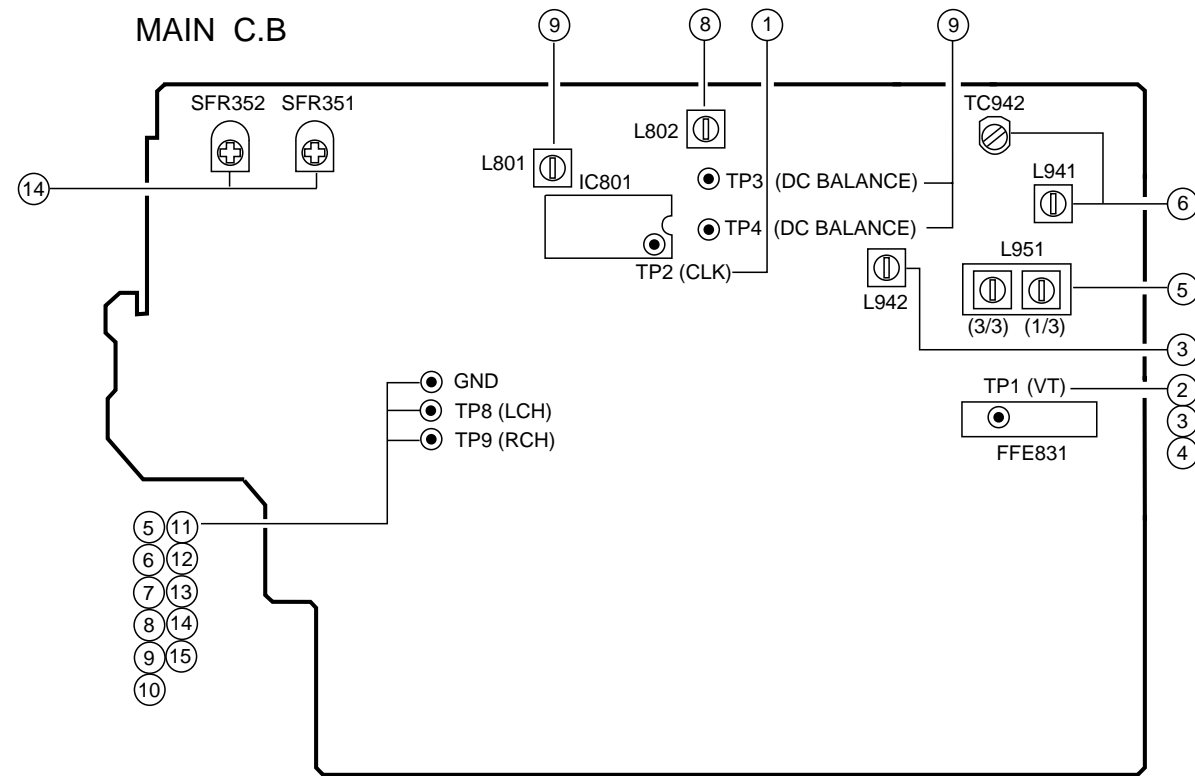 MAIN C.B
9
8
1
9
SFR352
SFR351
TC942
L802
L801
IC801
L941
14
TP3 (DC BALANCE)
6
TP4 (DC BALANCE)
L951
TP2 (CLK)
5
L942
(3/3) (1/3)
3
GND
TP1 (VT)
2
TP8 (LCH)
3
TP9 (RCH)
FFE831
4
5 11
6 12
7 13
8 14
9 15
10